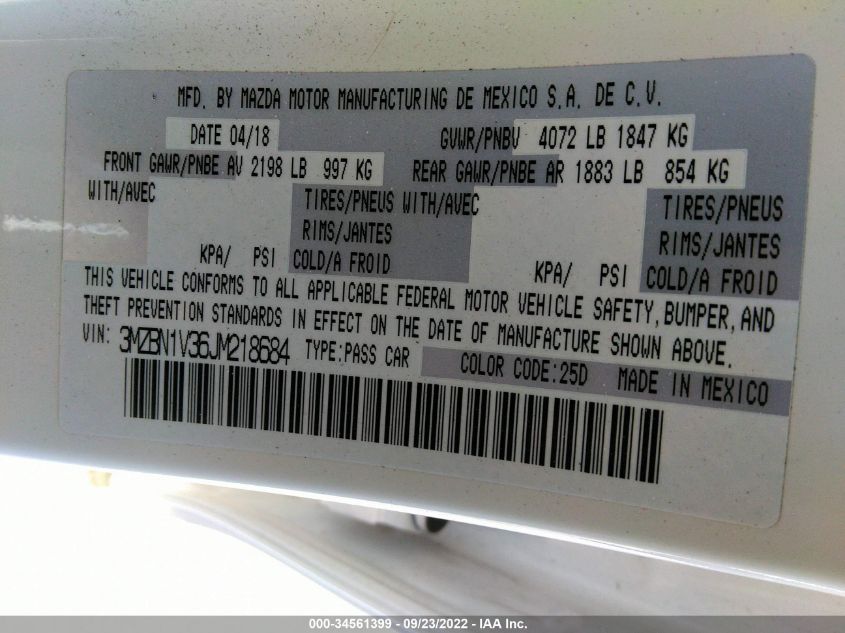 MFD. BY MAZDA MOTOR MANUFACTURING DE MEXICO S.A. DE C.V.
DATE 04/18 GVWR/PNBV 4072 LB 1847 KG
FRONT GAWR/PNBE AV 2198 LB 997 KG REAR GAWR/PNBE AR 1883 LB 854 KG
WITH/AVEC TIRES/PNEUS WITH/AVEC TIRES/PNEUS
RIMS/JANTES RIMS/JANTES
KPA/ PSI COLD/A FROID KPA/ PSI COLD/A FROID
THIS VEHICLE CONFORMS TO ALL APPLICABLE FEDERAL MOTOR VEHICLE SAFETY, BUMPER, AND
THEFT PREVENTION STANDARDS IN EFFECT ON THE DATE OF MANUFACTURE SHOWN ABOVE.
VIN: 3MZBN1V36JM218684 TYPE:PASS CAR COLOR CODE:25D MADE IN MEXICO
000-34561399 - 09/23/2022 - IAA Inc.